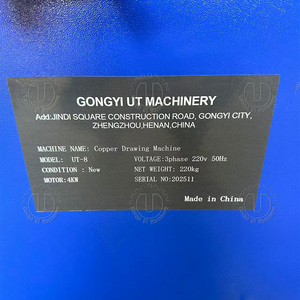 GONGYI UT MACHINERY
Add:JINDI SQUARE CONSTRUCTION ROAD, GONGYI CITY,
ZHENGZHOU,HENAN,CHINA
MACHINE NAME: Copper Drawing Machine
MODEL: UT-8 VOLTAGE:3phase 220v 50Hz
CONDITION : New NET WEIGHT:220kg
MOTOR:4KW SERIAL NO:202511
Made in China